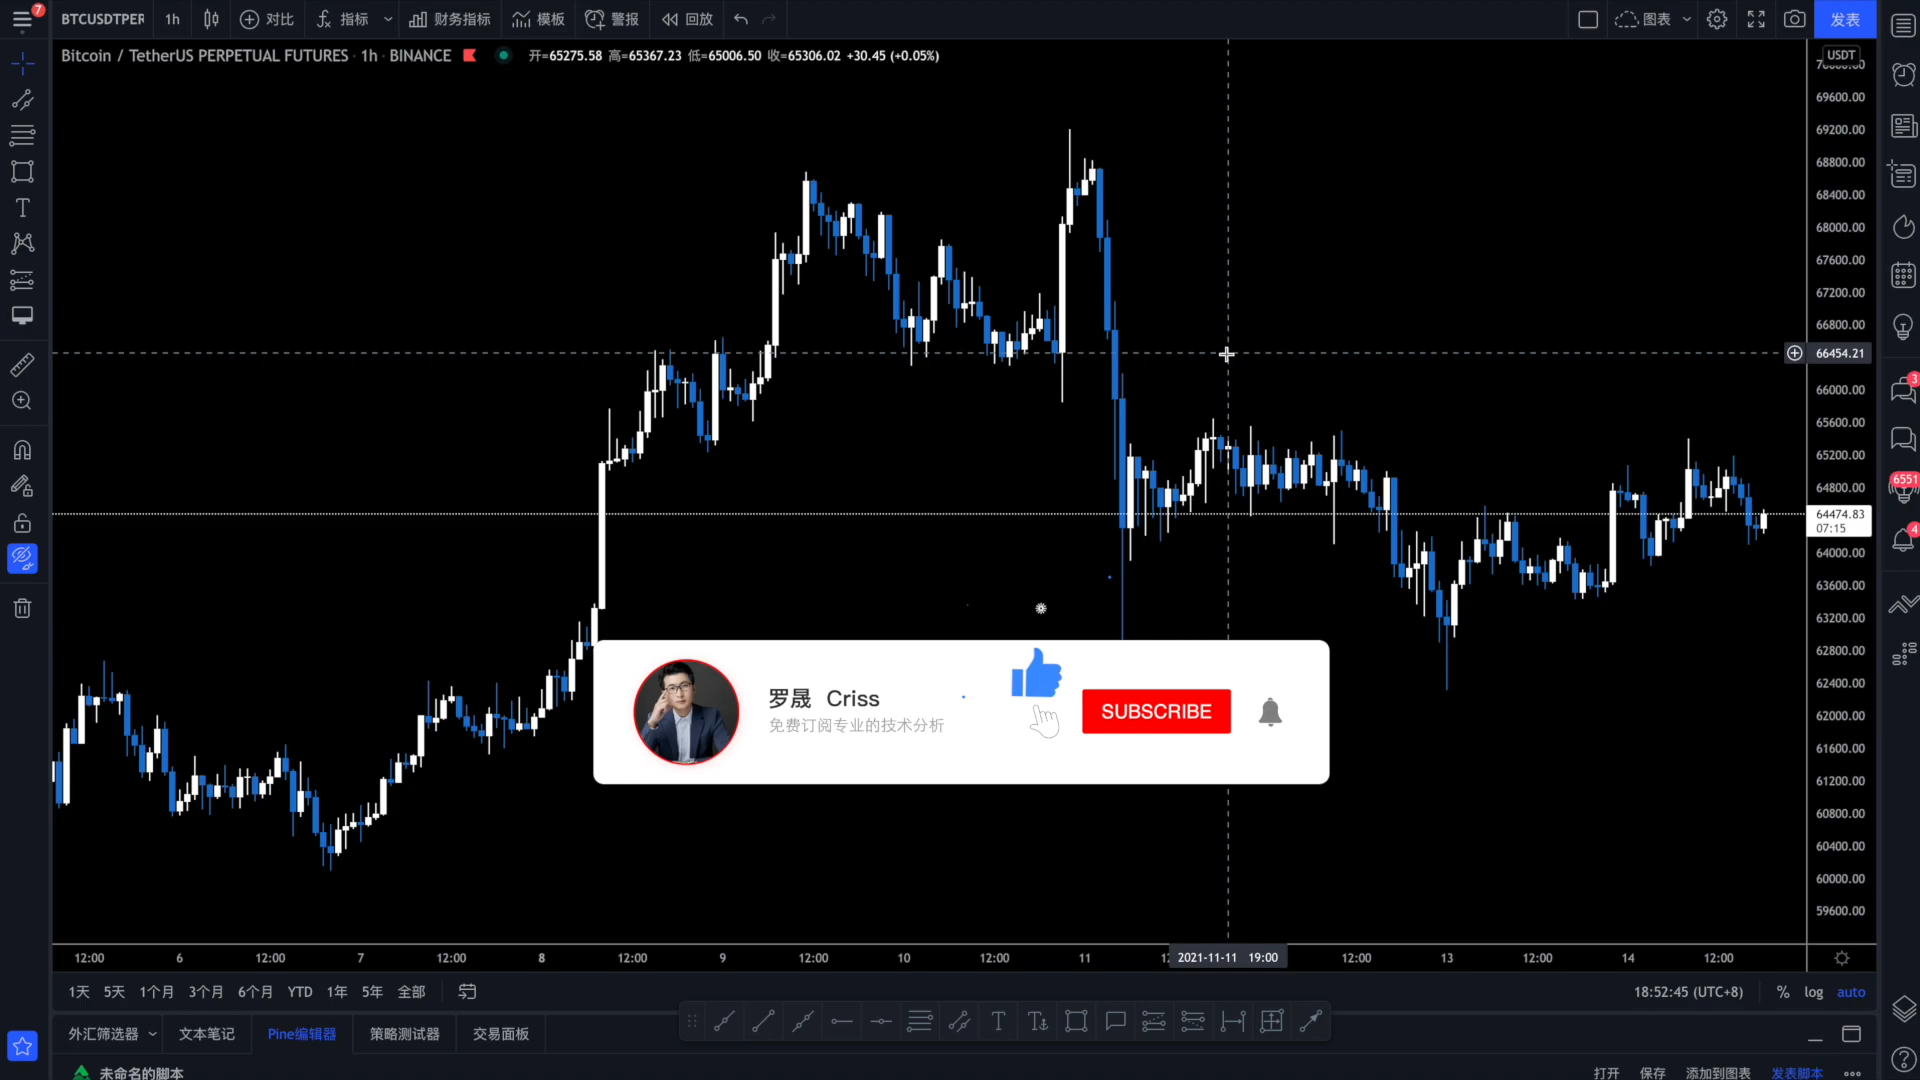 7
BTCUSDTPER
1h
对比
指标
财务指标
模板
警报
回放
图表
发表
Bitcoin / TetherUS PERPETUAL FUTURES · 1h · BINANCE
开=65275.58 高=65367.23 低=65006.50 收=65306.02 +30.45 (+0.05%)
USDT
69600.00
69200.00
68800.00
68400.00
68000.00
67600.00
67200.00
66800.00
66454.21
66000.00
65600.00
65200.00
64800.00
64474.83
07:15
64000.00
63600.00
63200.00
62800.00
62400.00
62000.00
61600.00
61200.00
60800.00
60400.00
60000.00
59600.00
3
6551
4
罗晟 Criss
免费订阅专业的技术分析
SUBSCRIBE
12:00
6
12:00
7
12:00
8
12:00
9
12:00
10
12:00
11
2021-11-11 19:00
12:00
13
12:00
14
12:00
1天
5天
1个月
3个月
6个月
YTD
1年
5年
全部
18:52:45 (UTC+8)
%
log
auto
外汇筛选器
文本笔记
Pine编辑器
策略测试器
交易面板
未命名的脚本
打开
保存
添加到图表
发表脚本